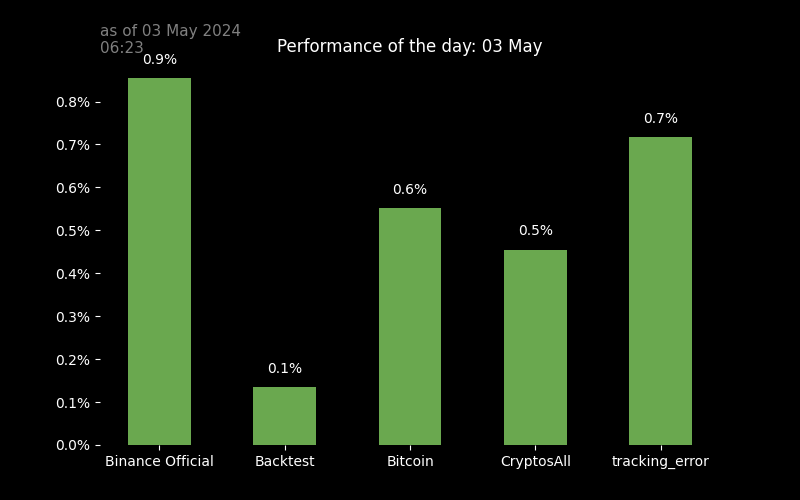 as of 03 May 2024
06:23
Performance of the day: 03 May
0.9%
0.8%
0.7%
0.6%
0.5%
0.4%
0.3%
0.2%
0.1%
0.0%
0.1%
0.6%
0.5%
0.7%
Binance Official
Backtest
Bitcoin
CryptosAll
tracking_error